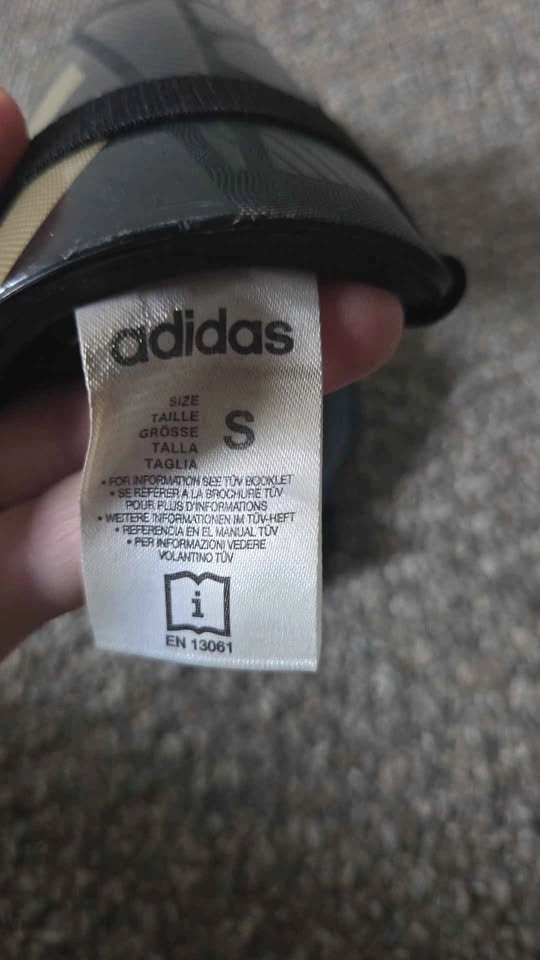 adidas
SIZE
TAILLE
GRÖSSE
TALLA
TAGLIA
S
• FOR INFORMATION SEE TÜV BOOKLET
• SE RÉFÉRER A LA BROCHURE TÜV
POUR PLUS D'INFORMATIONS
• WEITERE INFORMATIONEN IM TÜV-HEFT
• REFERENCIA EN EL MANUAL TÜV
• PER INFORMAZIONI VEDERE
VOLANTINO TÜV
i
EN 13061